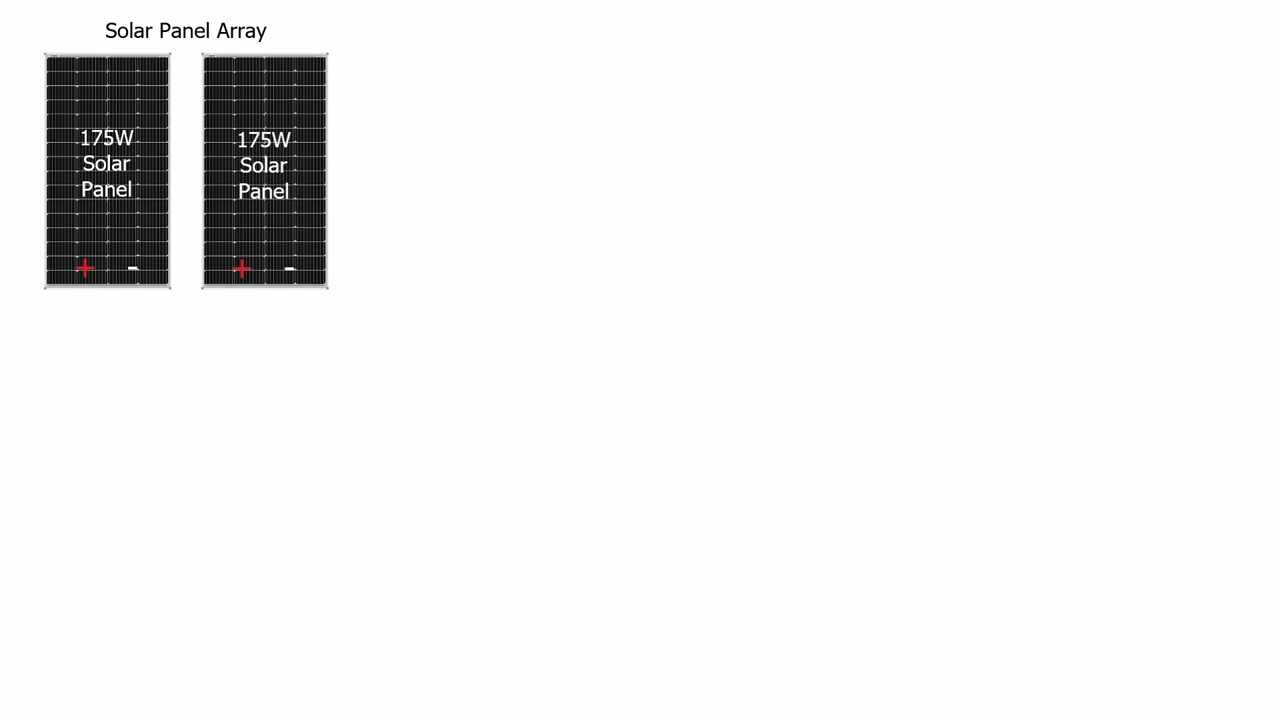 Solar Panel Array
175W
Solar
Panel
+ -
175W
Solar
Panel
+ -